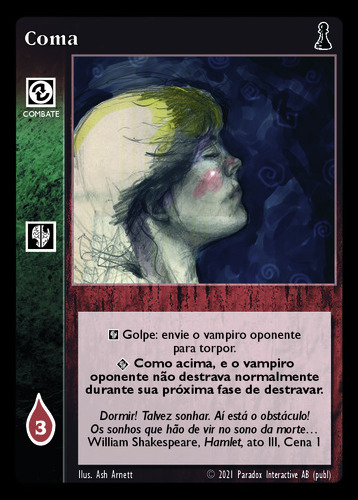 Coma
COMBATE
Golpe: envie o vampiro oponente
para torpor.
Como acima, e o vampiro
oponente não destrava normalmente
durante sua próxima fase de destravar.
Dormir! Talvez sonhar. Aí está o obstáculo!
Os sonhos que hão de vir no sono da morte…
William Shakespeare, Hamlet, ato III, Cena 1
3
Ilus. Ash Arnett
© 2021 Paradox Interactive AB (publ)